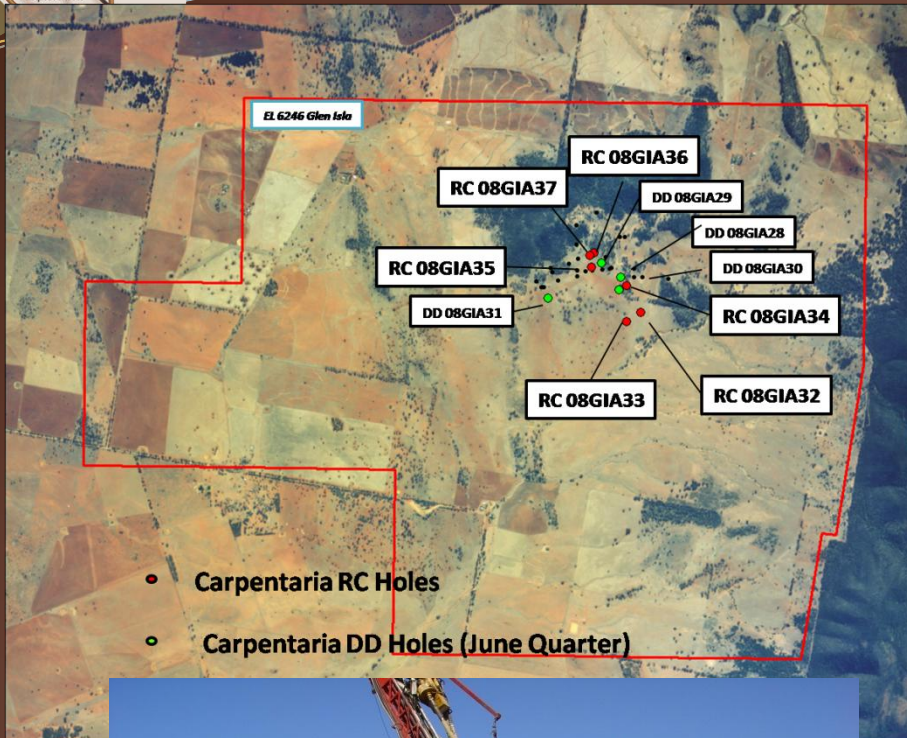 EL 6246 Glen Isla
RC 08GIA36
RC 08GIA37
DD 08GIA29
DD 08GIA28
RC 08GIA35
DD 08GIA30
DD 08GIA31
RC 08GIA34
RC 08GIA33
RC 08GIA32
Carpentaria RC Holes
Carpentaria DD Holes (June Quarter)